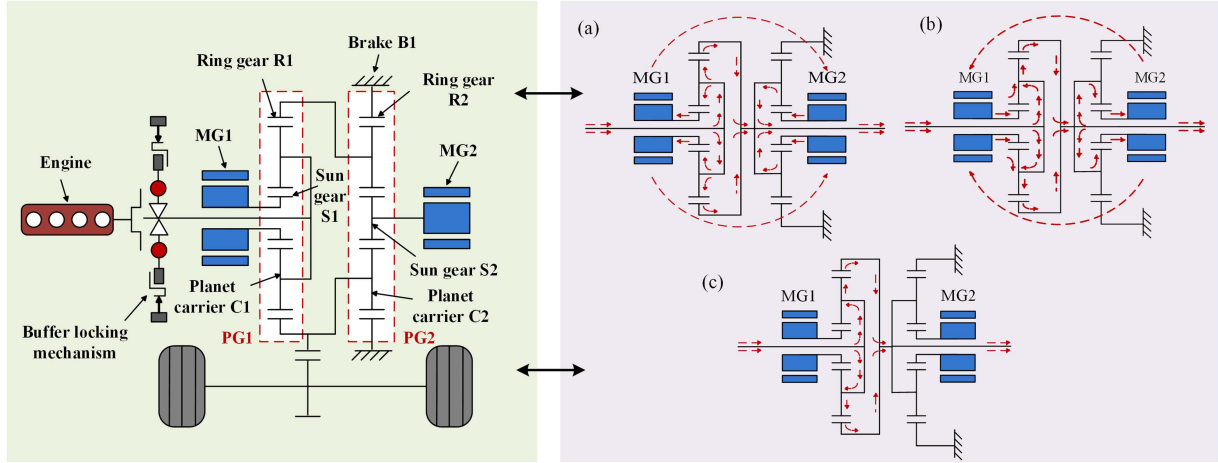 Brake B1
Ring gear R1
Ring gear
R2
MG1
MG2
Engine
Sun
gear
S1
Sun gear S2
Planet
carrier C1
Planet
carrier C2
Buffer locking
mechanism
PG1
PG2
(a)
MG1
MG2
(b)
MG1
MG2
(c)
MG1
MG2